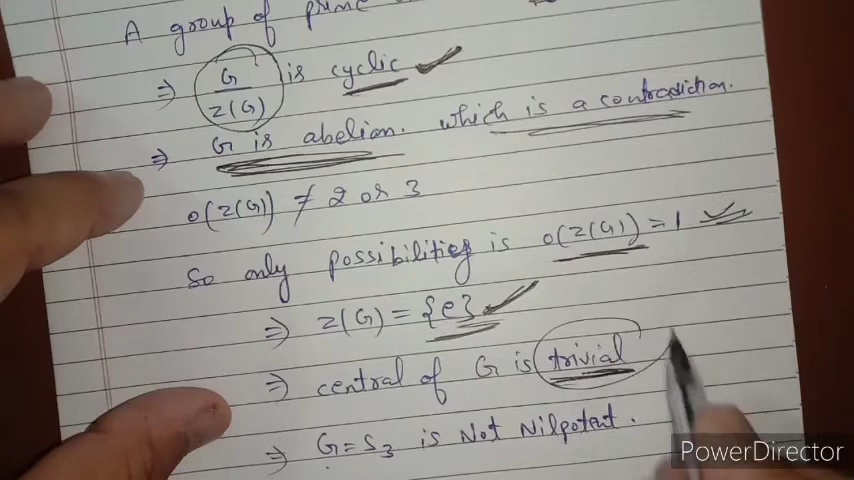 A group of prime
⇒ G/Z(G) is cyclic ✓
⇒ G is abelian. which is a contradiction.
o(Z(G)) ≠ 2 or 3
So only possibilities is o(Z(G)) = 1
⇒ Z(G) = {e}
⇒ central of G is trivial
⇒ G = S₃ is Not Nilpotent.
PowerDirector